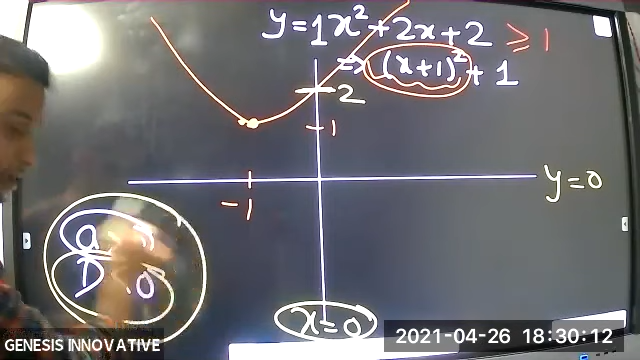 y=1x²+2x+2 ≥ 1
=> (x+1)² + 1
2
-1
y=0
-1
a
D 0
x=0
GENESIS INNOVATIVE
2021-04-26 18:30:12